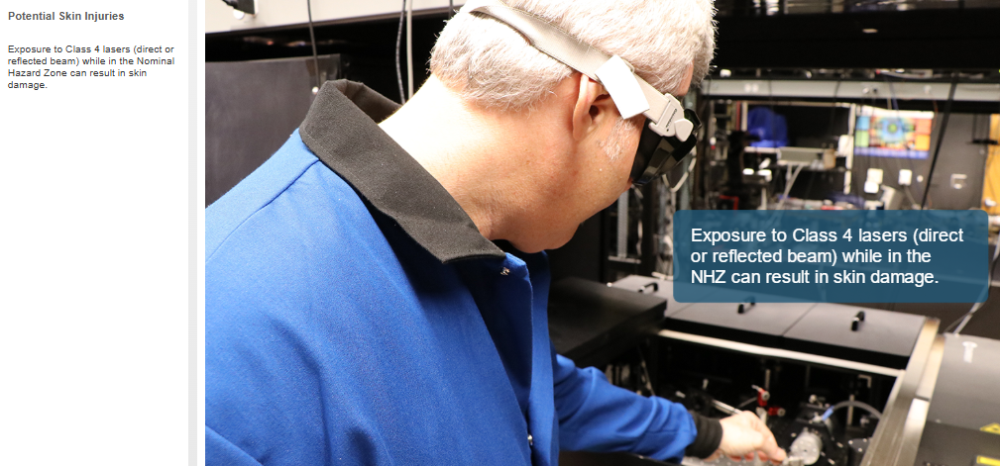 Potential Skin Injuries
Exposure to Class 4 lasers (direct or
reflected beam) while in the Nominal
Hazard Zone can result in skin
damage.
Exposure to Class 4 lasers (direct
or reflected beam) while in the
NHZ can result in skin damage.